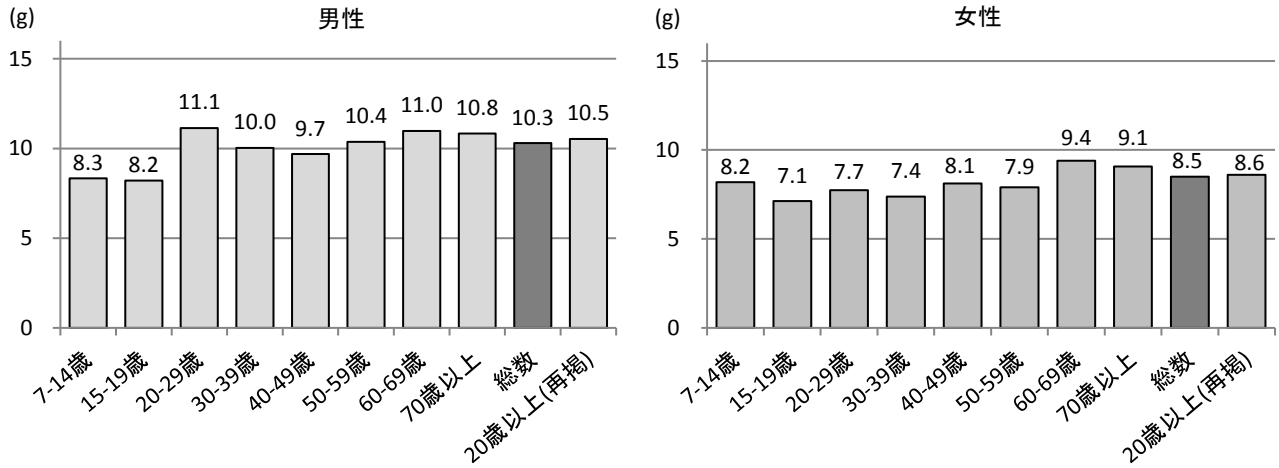 (g)
男性
15
10
5
0
8.3
8.2
11.1
10.0
9.7
10.4
11.0
10.8
10.3
10.5
7-14歳
15-19歳
20-29歳
30-39歳
40-49歳
50-59歳
60-69歳
70歳以上
総数
20歳以上(再掲)
(g)
女性
15
10
5
0
8.2
7.1
7.7
7.4
8.1
7.9
9.4
9.1
8.5
8.6
7-14歳
15-19歳
20-29歳
30-39歳
40-49歳
50-59歳
60-69歳
70歳以上
総数
20歳以上(再掲)